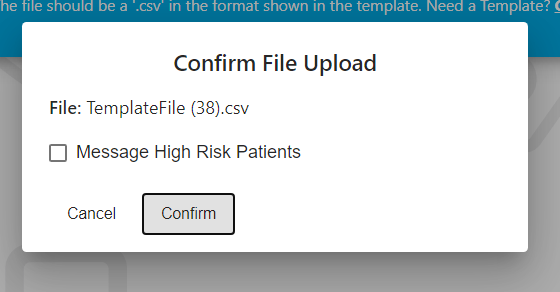 he file should be a '.csv' in the format shown in the template. Need a Template?
Confirm File Upload
File: TemplateFile (38).csv
Message High Risk Patients
Cancel
Confirm